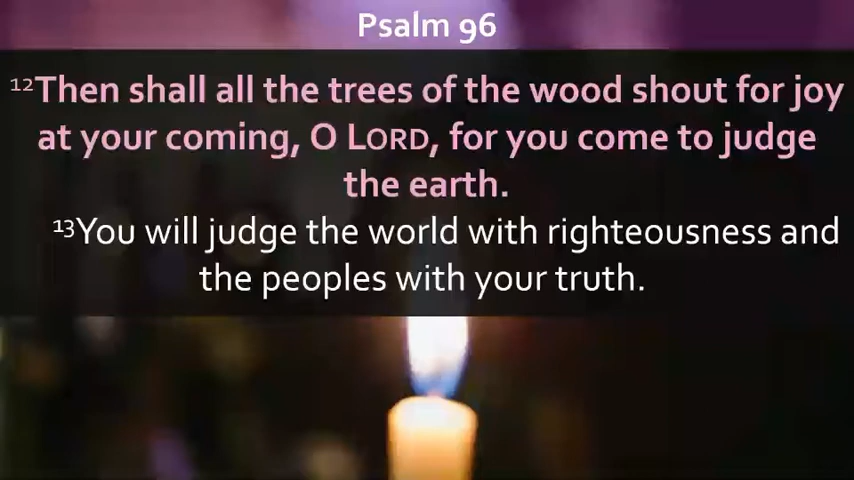 Psalm 96
¹²Then shall all the trees of the wood shout for joy
at your coming, O LORD, for you come to judge
the earth.
¹³You will judge the world with righteousness and
the peoples with your truth.